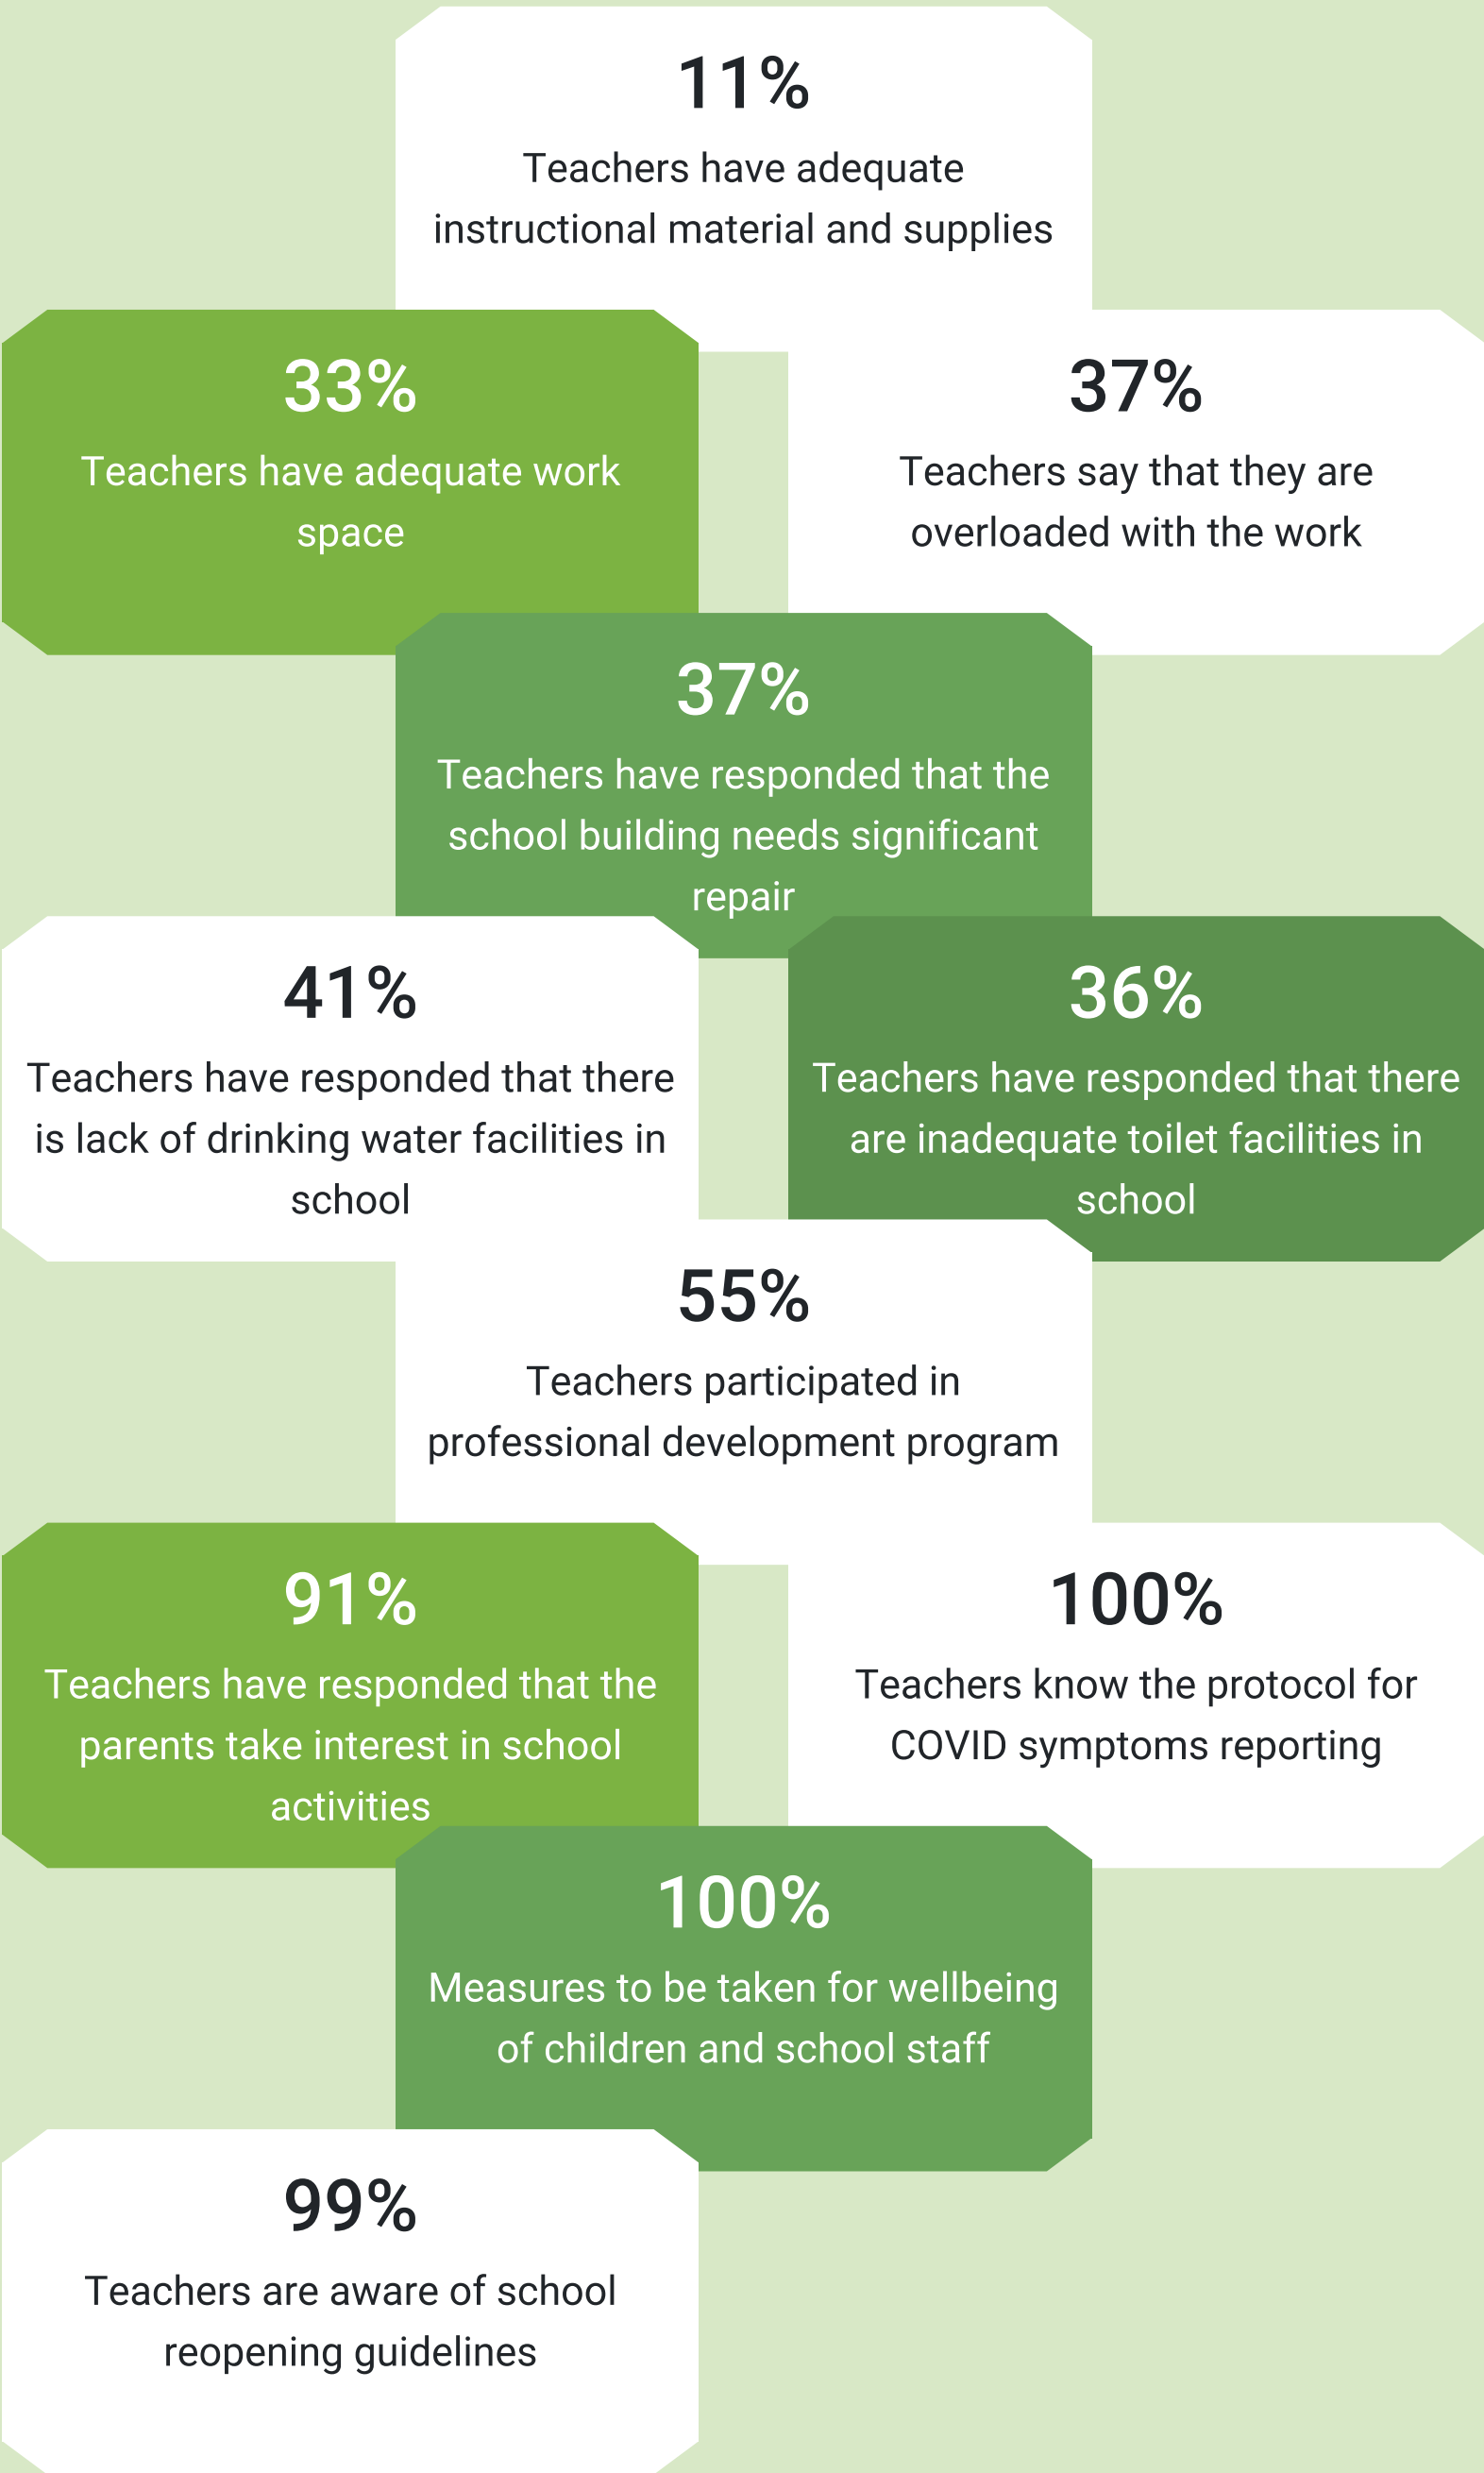 11%
Teachers have adequate
instructional material and supplies
33%
Teachers have adequate work
space
37%
Teachers say that they are
overloaded with the work
37%
Teachers have responded that the
school building needs significant
repair
41%
Teachers have responded that there
is lack of drinking water facilities in
school
36%
Teachers have responded that there
are inadequate toilet facilities in
school
55%
Teachers participated in
professional development program
91%
Teachers have responded that the
parents take interest in school
activities
100%
Teachers know the protocol for
COVID symptoms reporting
100%
Measures to be taken for wellbeing
of children and school staff
99%
Teachers are aware of school
reopening guidelines